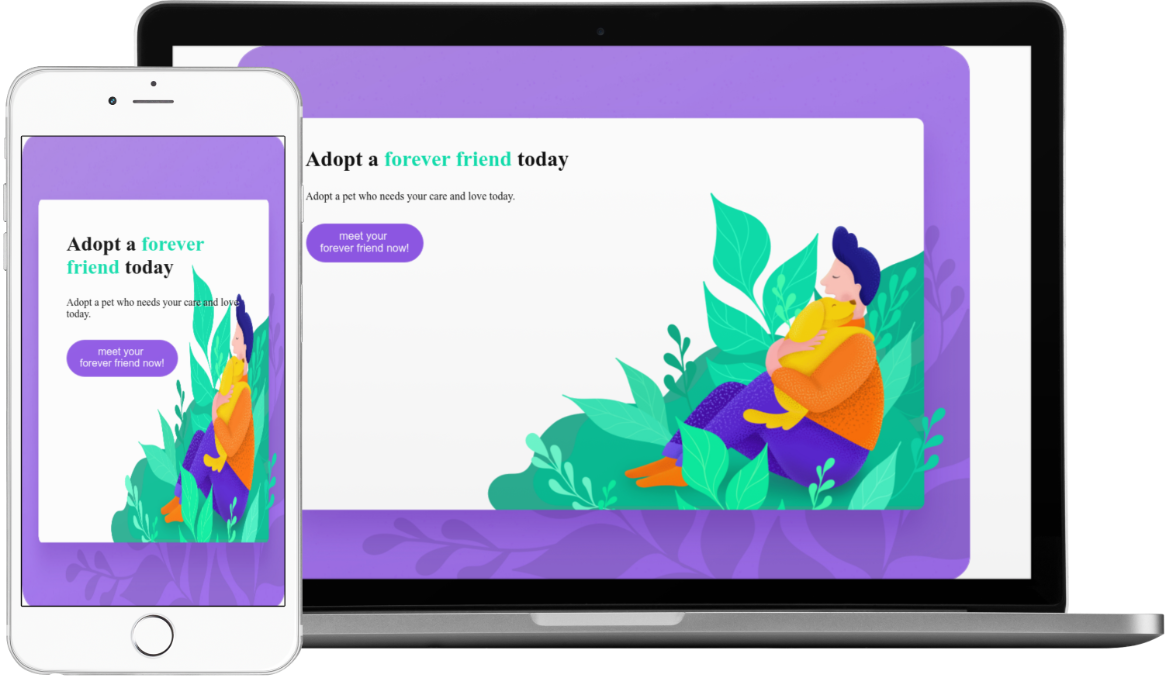 Adopt a forever friend today
Adopt a pet who needs your care and love today.
meet your
forever friend now!
Adopt a forever
friend today
Adopt a pet who needs your care and love
today.
meet your
forever friend now!